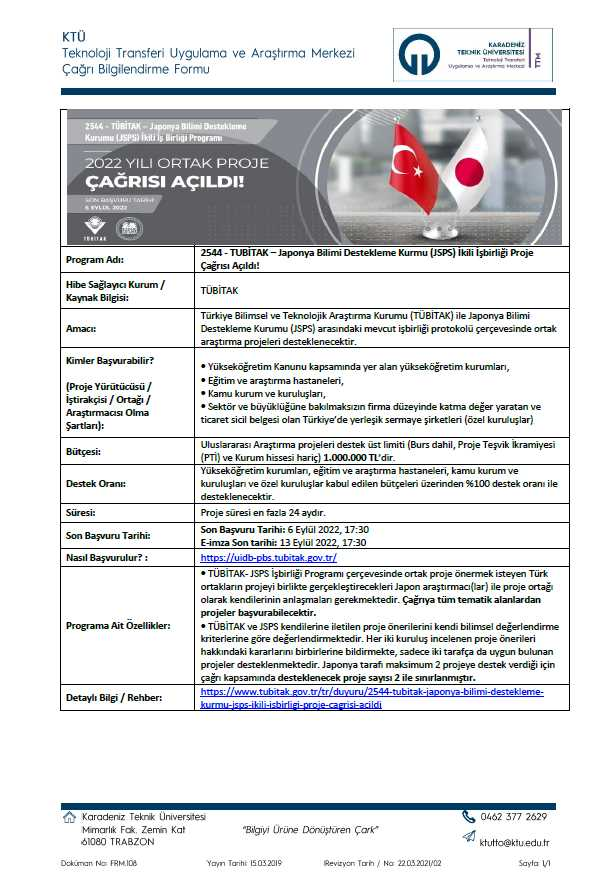 KTÜ
Teknoloji Transferi Uygulama ve Araştırma Merkezi
Çağrı Bilgilendirme Formu
KARADENİZ
TEKNİK ÜNİVERSİTESİ
Teknoloji Transferi
Uygulama ve Araştırma Merkezi
TTM
2544 - TÜBİTAK – Japonya Bilimi Destekleme
Kurumu (JSPS) İkili İş Birliği Programı
2022 YILI ORTAK PROJE
ÇAĞRISI AÇILDI!
SON BAŞVURU TARİHİ
6 EYLÜL 2022
TÜBİTAK
Program Adı:
2544 - TUBİTAK – Japonya Bilimi Destekleme Kurmu (JSPS) İkili İşbirliği Proje
Çağrısı Açıldı!
Hibe Sağlayıcı Kurum /
Kaynak Bilgisi:
TÜBİTAK
Amacı:
Türkiye Bilimsel ve Teknolojik Araştırma Kurumu (TÜBİTAK) ile Japonya Bilimi
Destekleme Kurumu (JSPS) arasındaki mevcut işbirliği protokolü çerçevesinde ortak
araştırma projeleri desteklenecektir.
Kimler Başvurabilir?
(Proje Yürütücüsü /
İştirakçisi / Ortağı /
Araştırmacısı Olma
Şartları):
• Yükseköğretim Kanunu kapsamında yer alan yükseköğretim kurumları,
• Eğitim ve araştırma hastaneleri,
• Kamu kurum ve kuruluşları,
• Sektör ve büyüklüğüne bakılmaksızın firma düzeyinde katma değer yaratan ve
ticaret sicil belgesi olan Türkiye’de yerleşik sermaye şirketleri (özel kuruluşlar)
Bütçesi:
Uluslararası Araştırma projeleri destek üst limiti (Burs dahil, Proje Teşvik İkramiyesi
(PTİ) ve Kurum hissesi hariç) 1.000.000 TL'dir.
Destek Oranı:
Yükseköğretim kurumları, eğitim ve araştırma hastaneleri, kamu kurum ve
kuruluşları ve özel kuruluşlar kabul edilen bütçeleri üzerinden %100 destek oranı ile
desteklenecektir.
Süresi:
Proje süresi en fazla 24 aydır.
Son Başvuru Tarihi:
Son Başvuru Tarihi: 6 Eylül 2022, 17:30
E-imza Son tarihi: 13 Eylül 2022, 17:30
Nasıl Başvurulur? :
https://uidb-pbs.tubitak.gov.tr/
Programa Ait Özellikler:
• TÜBİTAK- JSPS İşbirliği Programı çerçevesinde ortak proje önermek isteyen Türk
ortakların projeyi birlikte gerçekleştirecekleri Japon araştırmacı(lar) ile proje ortağı
olarak kendilerinin anlaşmaları gerekmektedir. Çağrıya tüm tematik alanlardan
projeler başvurabilecektir.
• TÜBİTAK ve JSPS kendilerine iletilen proje önerilerini kendi bilimsel değerlendirme
kriterlerine göre değerlendirmektedir. Her iki kuruluş incelenen proje önerileri
hakkındaki kararlarını birbirlerine bildirmekte, sadece iki tarafça da uygun bulunan
projeler desteklenmektedir. Japonya tarafı maksimum 2 projeye destek verdiği için
çağrı kapsamında desteklenecek proje sayısı 2 ile sınırlanmıştır.
Detaylı Bilgi / Rehber:
https://www.tubitak.gov.tr/tr/duyuru/2544-tubitak-japonya-bilimi-destekleme-
kurmu-jsps-ikili-isbirligi-proje-cagrisi-acildi
Karadeniz Teknik Üniversitesi
Mimarlık Fak. Zemin Kat
61080 TRABZON
“Bilgiyi Ürüne Dönüştüren Çark”
0462 377 2629
ktutto@ktu.edu.tr
Doküman No: FRM.108
Yayın Tarihi: 15.03.2019
Revizyon Tarih / No: 22.03.2021/02
Sayfa 1/1